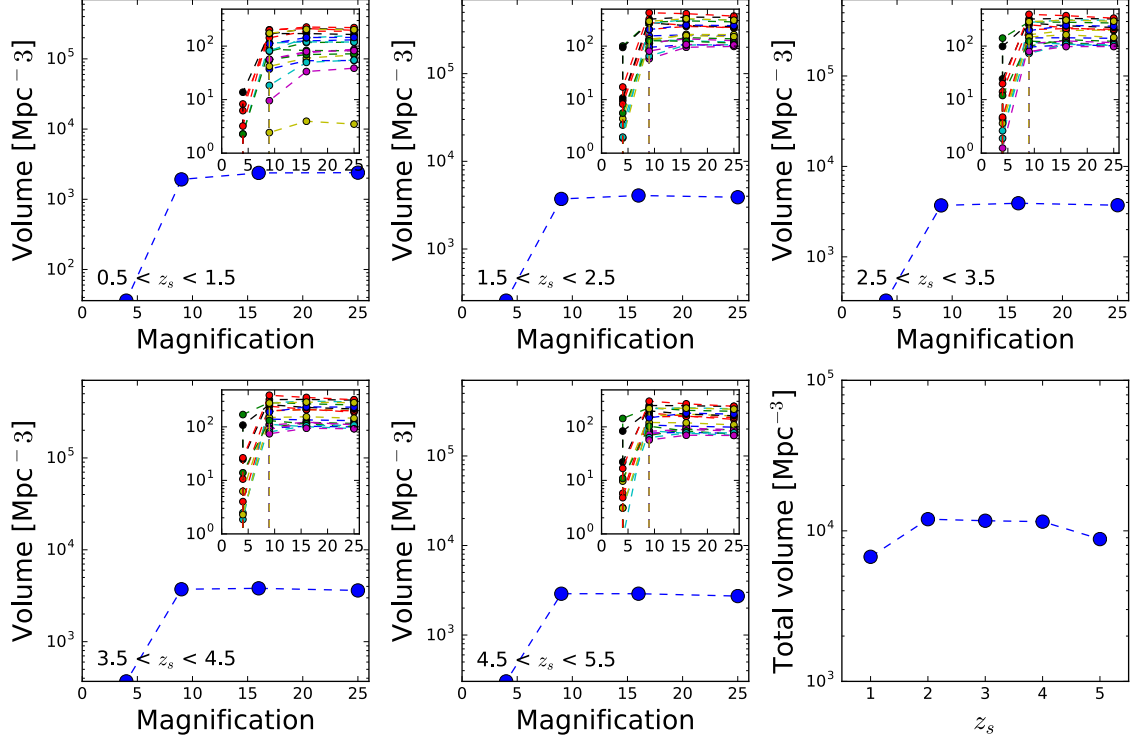 Volume [Mpc^−3]
10^5
10^4
10^3
10^2
0 5 10 15 20 25
Magnification
0.5 < z_s < 1.5
10^2
10^1
10^0
0 5 10 15 20 25
Volume [Mpc^−3]
10^5
10^4
10^3
0 5 10 15 20 25
Magnification
1.5 < z_s < 2.5
10^2
10^1
10^0
0 5 10 15 20 25
Volume [Mpc^−3]
10^5
10^4
10^3
0 5 10 15 20 25
Magnification
2.5 < z_s < 3.5
10^2
10^1
10^0
0 5 10 15 20 25
Volume [Mpc^−3]
10^5
10^4
10^3
0 5 10 15 20 25
Magnification
3.5 < z_s < 4.5
10^2
10^1
10^0
0 5 10 15 20 25
Volume [Mpc^−3]
10^5
10^4
10^3
0 5 10 15 20 25
Magnification
4.5 < z_s < 5.5
10^2
10^1
10^0
0 5 10 15 20 25
Total volume [Mpc^−3]
10^5
10^4
10^3
1 2 3 4 5
z_s